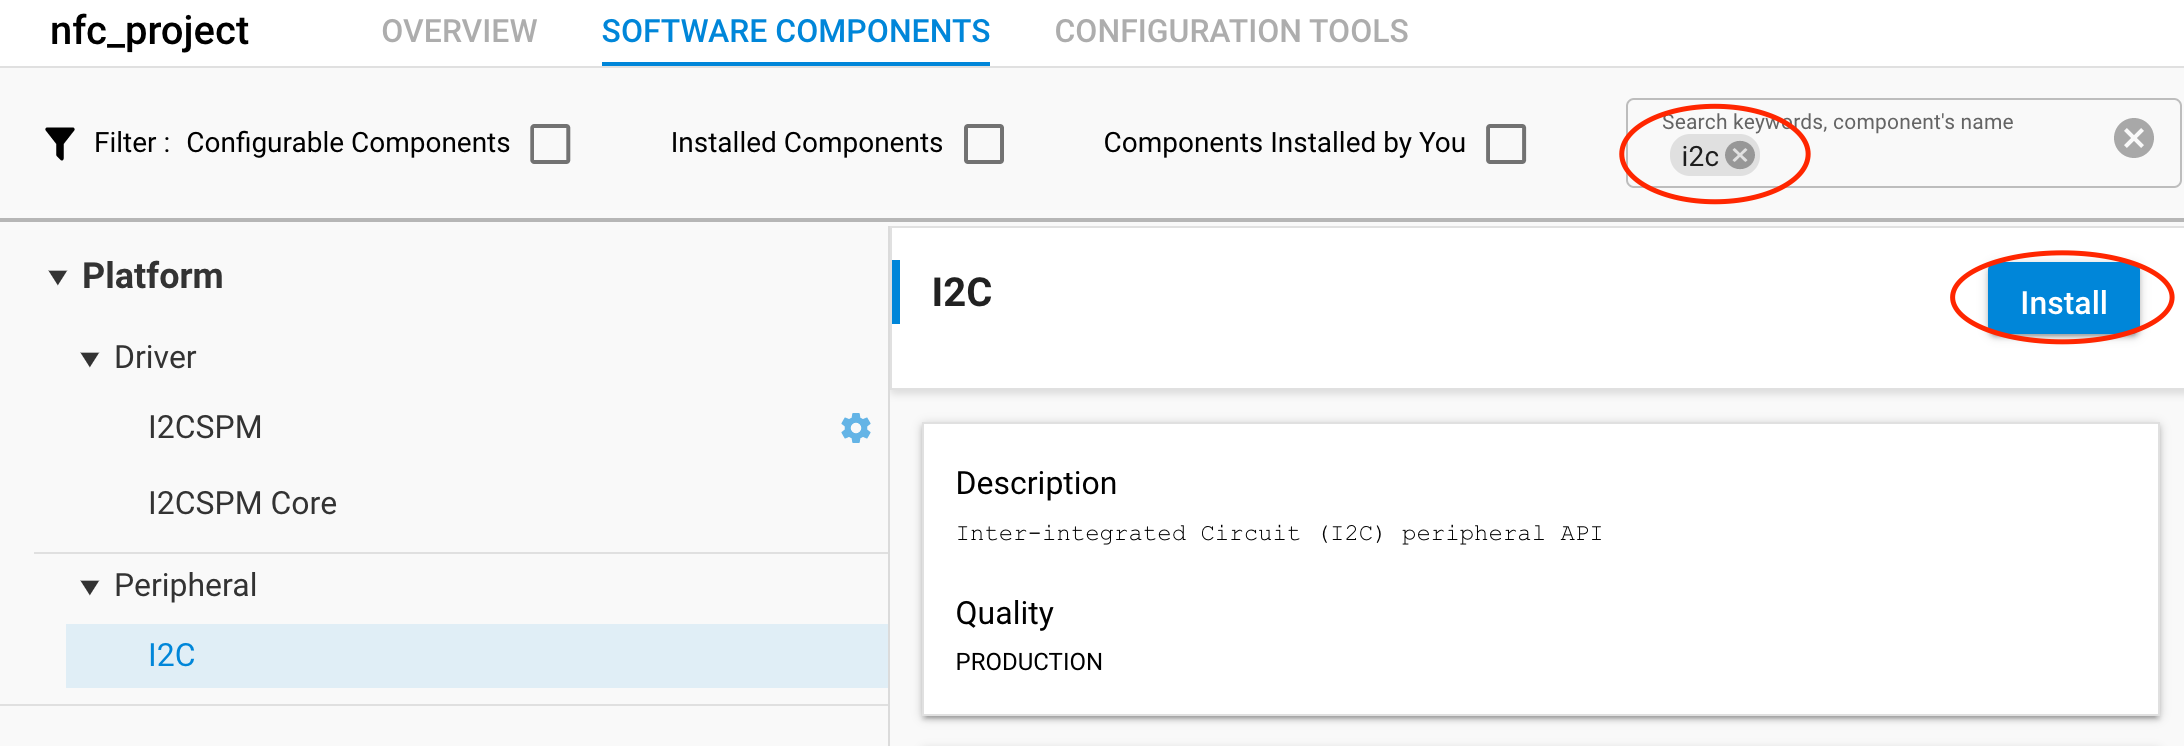 nfc_project OVERVIEW SOFTWARE COMPONENTS CONFIGURATION TOOLS
Filter : Configurable Components Installed Components Components Installed by You
Search keywords, component's name
i2c
Platform
Driver
I2CSPM
I2CSPM Core
Peripheral
I2C
I2C
Install
Description
Inter-integrated Circuit (I2C) peripheral API
Quality
PRODUCTION